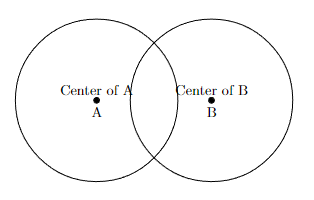 Center of A
Center of B
A
B